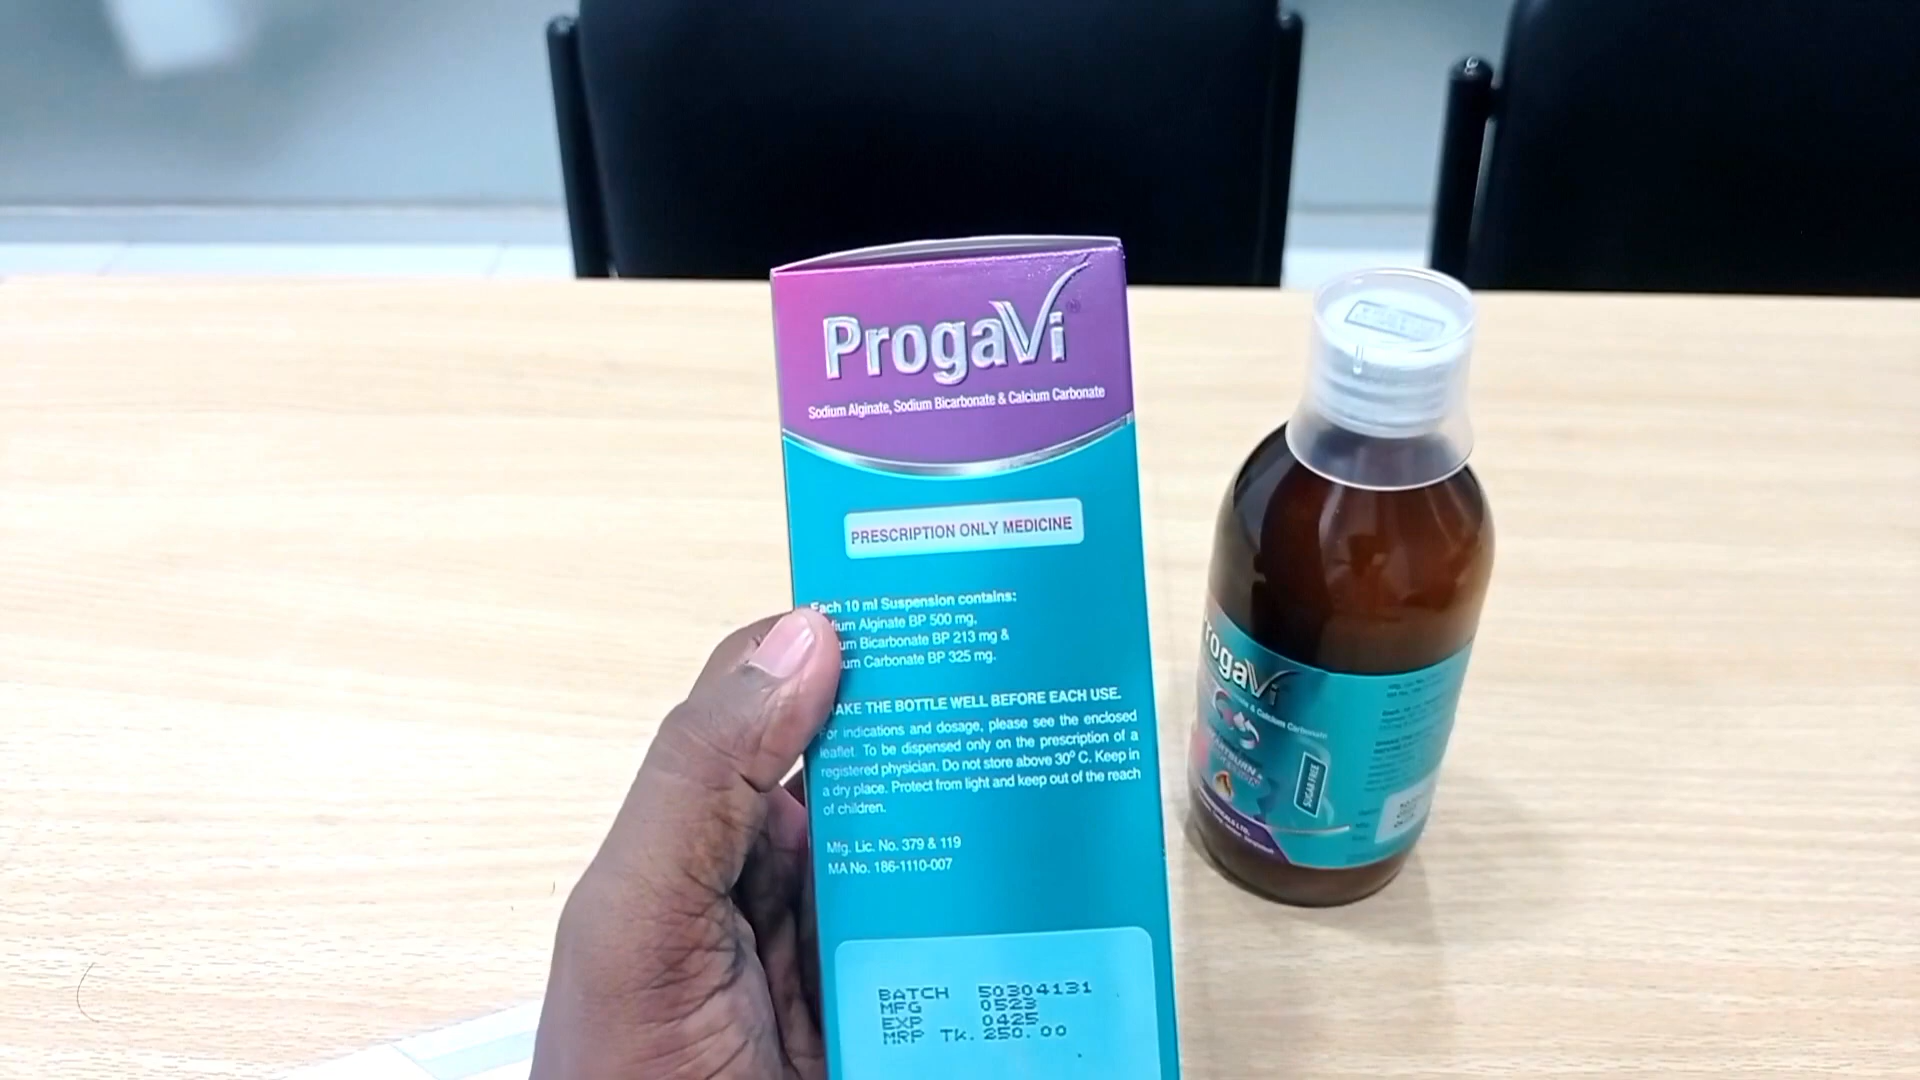 ProgaVi®
Sodium Alginate, Sodium Bicarbonate & Calcium Carbonate
PRESCRIPTION ONLY MEDICINE
Each 10 ml Suspension contains:
dium Alginate BP 500 mg,
um Bicarbonate BP 213 mg &
ium Carbonate BP 325 mg.
AKE THE BOTTLE WELL BEFORE EACH USE.
For indications and dosage, please see the enclosed
leaflet. To be dispensed only on the prescription of a
registered physician. Do not store above 30º C. Keep in
a dry place. Protect from light and keep out of the reach
of children.
Mfg. Lic. No. 379 & 119
MA No. 186-1110-007
BATCH 50304131
MFG 0523
EXP 0425
MRP Tk. 250.00
rogaVi
& Calcium Carbonate
SUGAR FREE